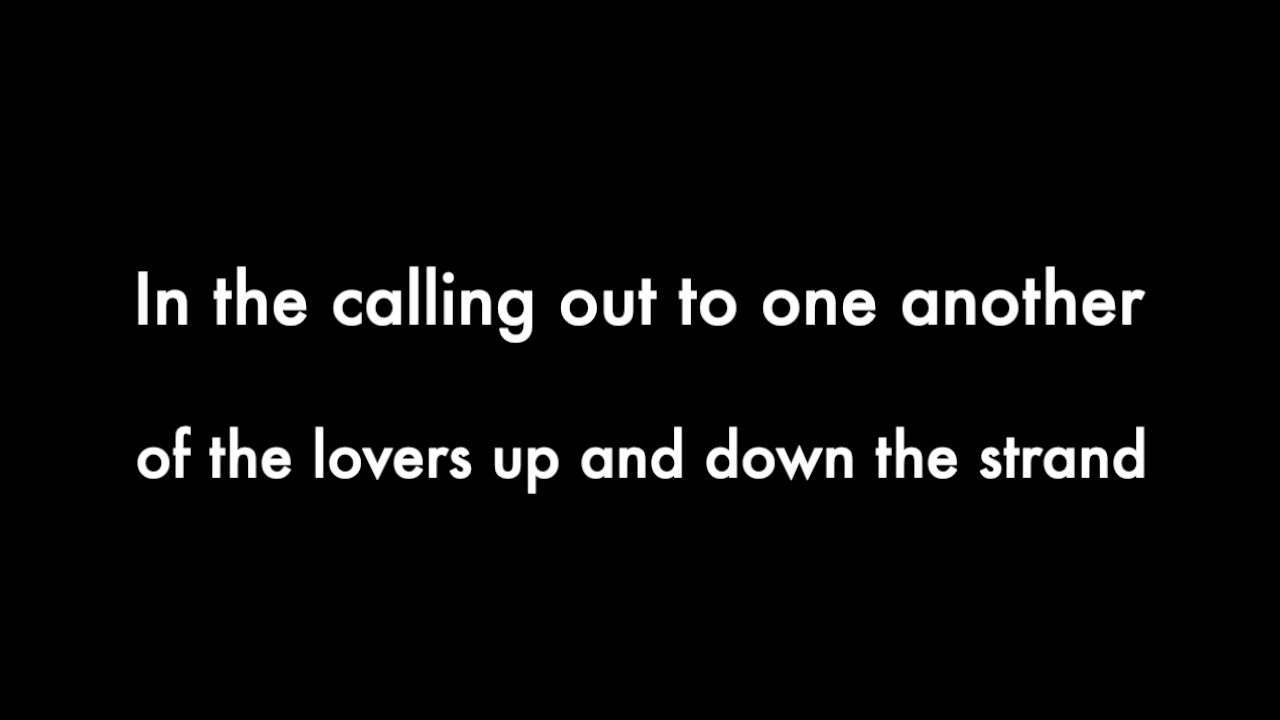 In the calling out to one another
of the lovers up and down the strand